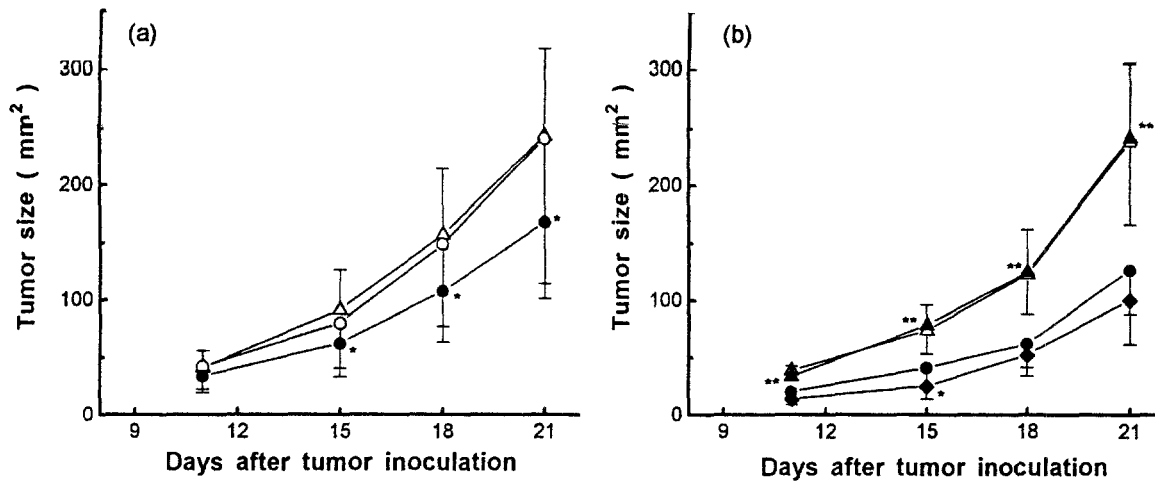 (a)
300
200
100
0
Tumor size ( mm2 )
9 12 15 18 21
Days after tumor inoculation
*
*
*
(b)
300
200
100
0
Tumor size ( mm2 )
9 12 15 18 21
Days after tumor inoculation
**
**
**
**
*